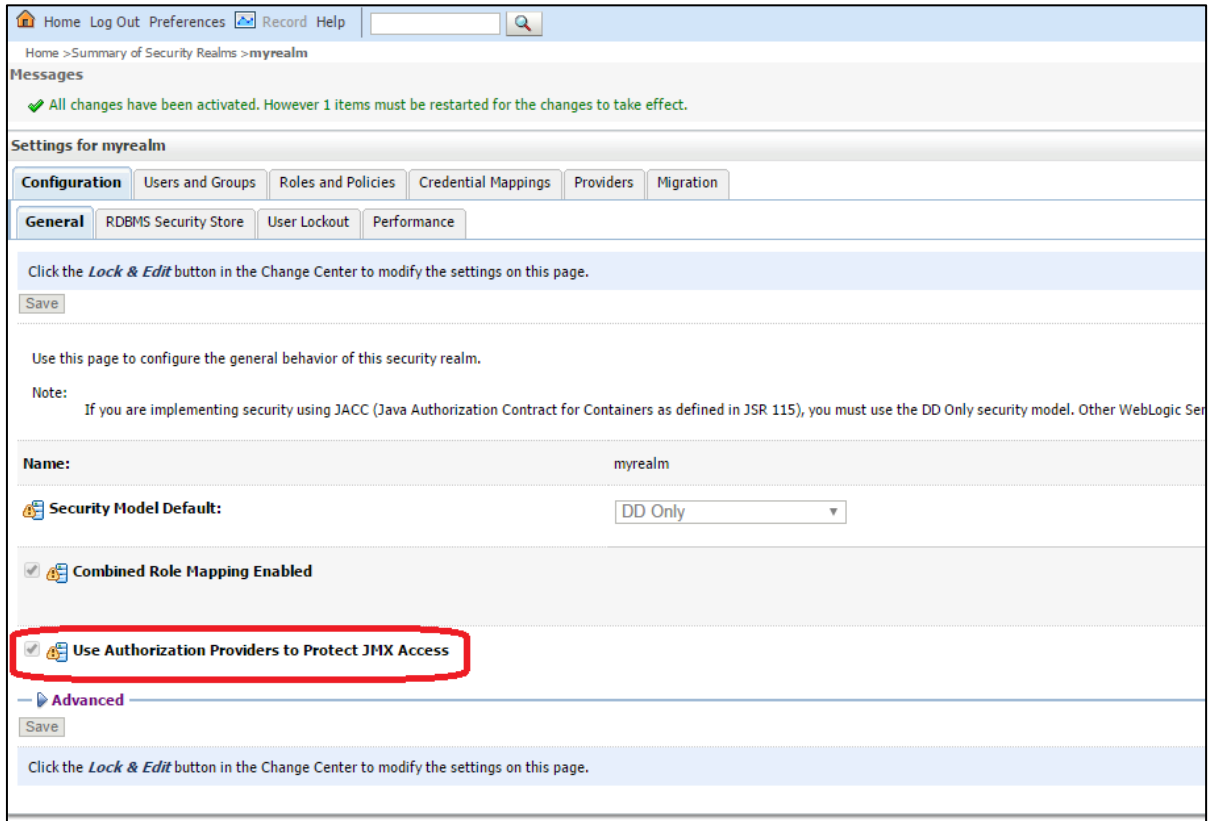 Home Log Out Preferences Record Help
Home >Summary of Security Realms >myrealm
Messages
All changes have been activated. However 1 items must be restarted for the changes to take effect.
Settings for myrealm
Configuration Users and Groups Roles and Policies Credential Mappings Providers Migration
General RDBMS Security Store User Lockout Performance
Click the Lock & Edit button in the Change Center to modify the settings on this page.
Save
Use this page to configure the general behavior of this security realm.
Note:
If you are implementing security using JACC (Java Authorization Contract for Containers as defined in JSR 115), you must use the DD Only security model. Other WebLogic Ser
Name: myrealm
Security Model Default: DD Only
Combined Role Mapping Enabled
Use Authorization Providers to Protect JMX Access
Advanced
Save
Click the Lock & Edit button in the Change Center to modify the settings on this page.